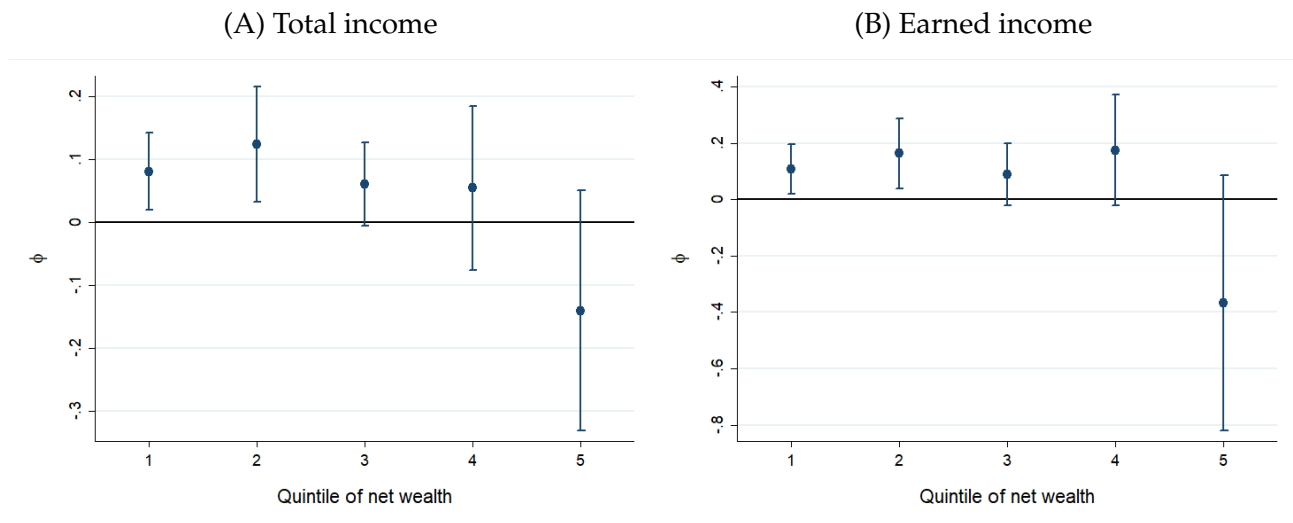 (A) Total income
.2
.1
0
-.1
-.2
-.3
ϕ
1 2 3 4 5
Quintile of net wealth
(B) Earned income
.4
.2
0
-.2
-.4
-.6
-.8
ϕ
1 2 3 4 5
Quintile of net wealth